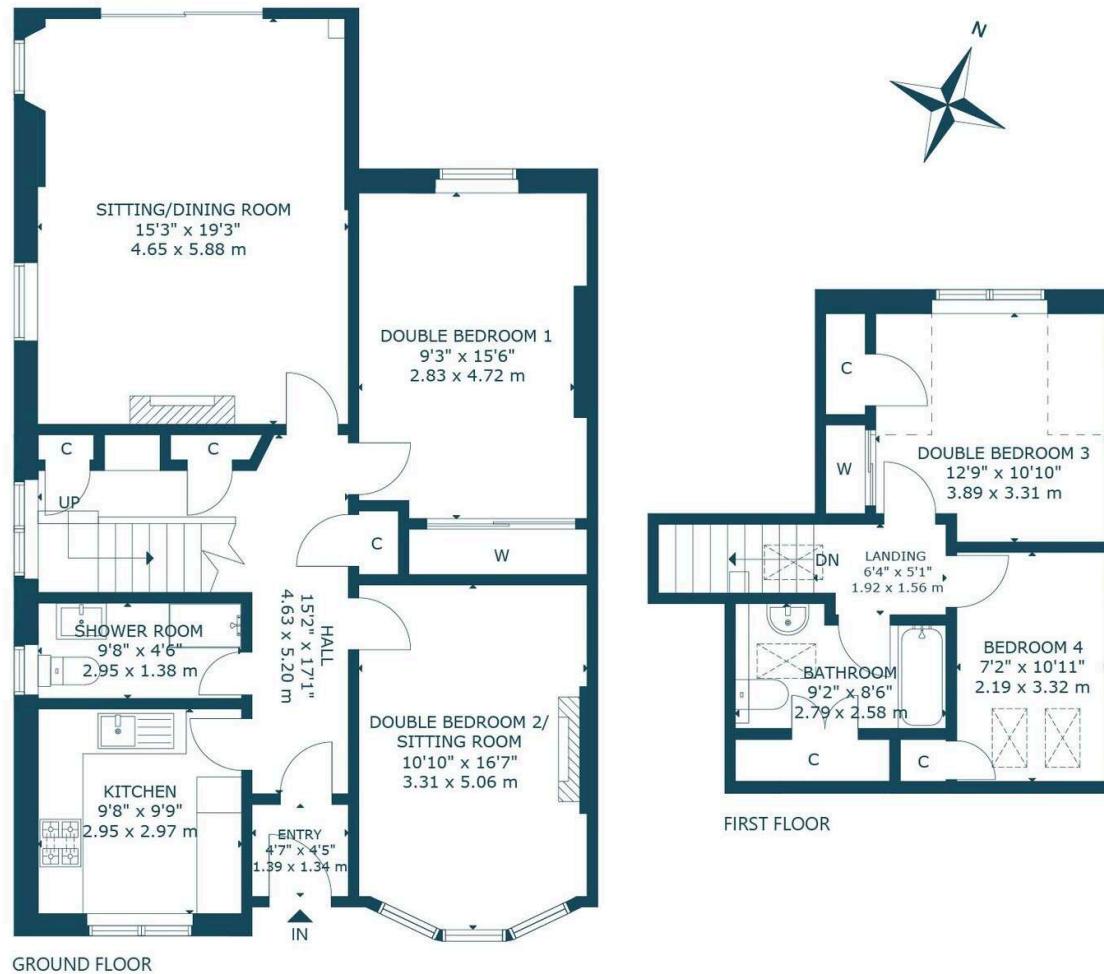 N
SITTING/DINING ROOM
15'3" x 19'3"
4.65 x 5.88 m
DOUBLE BEDROOM 1
9'3" x 15'6"
2.83 x 4.72 m
C
C
UP
C
W
HALL
15'2" x 17'1"
4.63 x 5.20 m
SHOWER ROOM
9'8" x 4'6"
2.95 x 1.38 m
DOUBLE BEDROOM 2/
SITTING ROOM
10'10" x 16'7"
3.31 x 5.06 m
KITCHEN
9'8" x 9'9"
2.95 x 2.97 m
ENTRY
4'7" x 4'5"
1.39 x 1.34 m
IN
GROUND FLOOR
C
W
DOUBLE BEDROOM 3
12'9" x 10'10"
3.89 x 3.31 m
DN
LANDING
6'4" x 5'1"
1.92 x 1.56 m
BEDROOM 4
7'2" x 10'11"
2.19 x 3.32 m
BATHROOM
9'2" x 8'6"
2.79 x 2.58 m
C
C
FIRST FLOOR